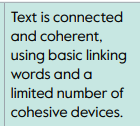 Text is connected
and coherent,
using basic linking
words and a
limited number of
cohesive devices.